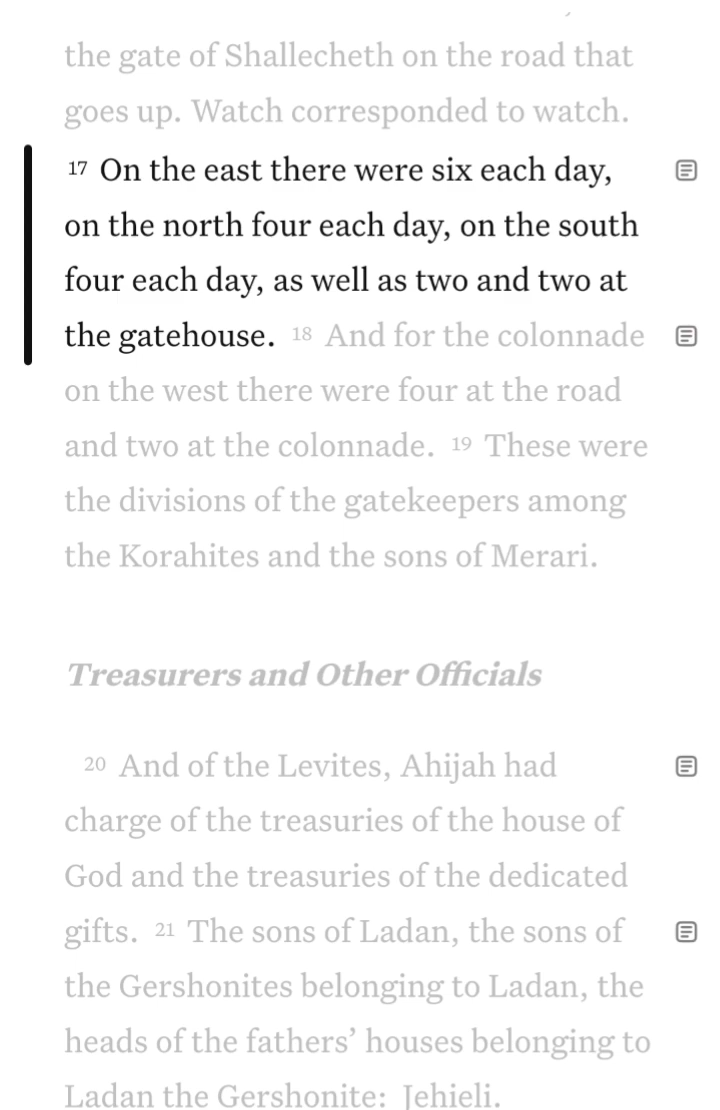 the gate of Shallecheth on the road that
goes up. Watch corresponded to watch.
17 On the east there were six each day,
on the north four each day, on the south
four each day, as well as two and two at
the gatehouse. 18 And for the colonnade
on the west there were four at the road
and two at the colonnade. 19 These were
the divisions of the gatekeepers among
the Korahites and the sons of Merari.
Treasurers and Other Officials
20 And of the Levites, Ahijah had
charge of the treasuries of the house of
God and the treasuries of the dedicated
gifts. 21 The sons of Ladan, the sons of
the Gershonites belonging to Ladan, the
heads of the fathers’ houses belonging to
Ladan the Gershonite: Jehieli.